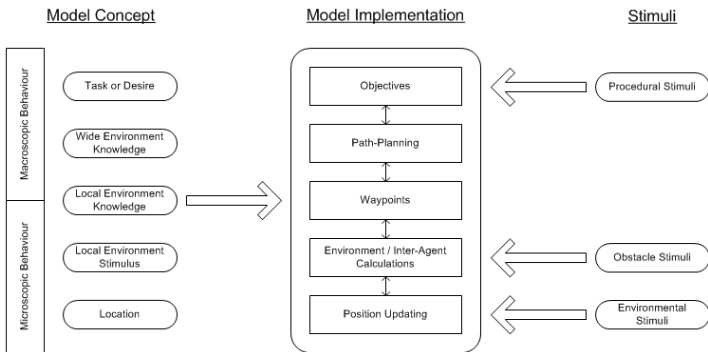 Model Concept
Model Implementation
Stimuli
Macroscopic Behaviour
Microscopic Behaviour
Task or Desire
Wide Environment
Knowledge
Local Environment
Knowledge
Local Environment
Stimulus
Location
Objectives
Path-Planning
Waypoints
Environment / Inter-Agent
Calculations
Position Updating
Procedural Stimuli
Obstacle Stimuli
Environmental
Stimuli